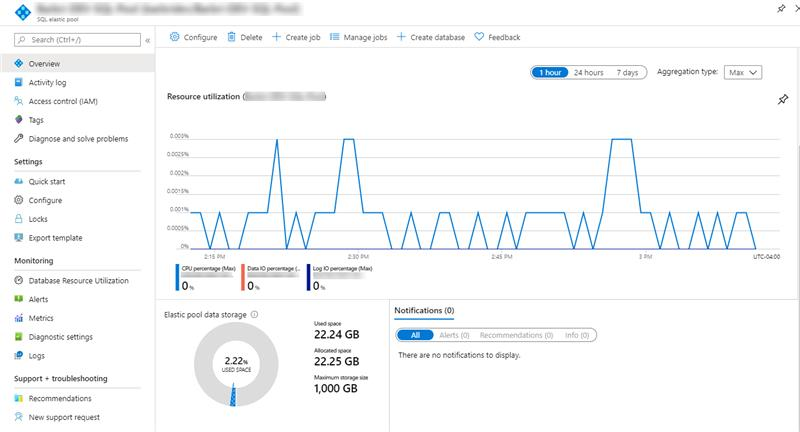 SQL elastic pool
Search (Ctrl+/)
«
Configure
Delete
Create job
Manage jobs
Create database
Feedback
Overview
Activity log
Access control (IAM)
Tags
Diagnose and solve problems
Settings
Quick start
Configure
Locks
Export template
Monitoring
Database Resource Utilization
Alerts
Metrics
Diagnostic settings
Logs
Support + troubleshooting
Recommendations
New support request
1 hour
24 hours
7 days
Aggregation type:
Max
Resource utilization (
)
0.003%
0.0025%
0.002%
0.0015%
0.001%
0.0005%
0%
2:15 PM
2:30 PM
2:45 PM
3 PM
UTC-04:00
CPU percentage (Max)
0 %
Data IO percentage (...
0 %
Log IO percentage (Max)
0 %
Elastic pool data storage
2.22%
USED SPACE
Used space
22.24 GB
Allocated space
22.25 GB
Maximum storage size
1,000 GB
Notifications (0)
All
Alerts (0)
Recommendations (0)
Info (0)
There are no notifications to display.